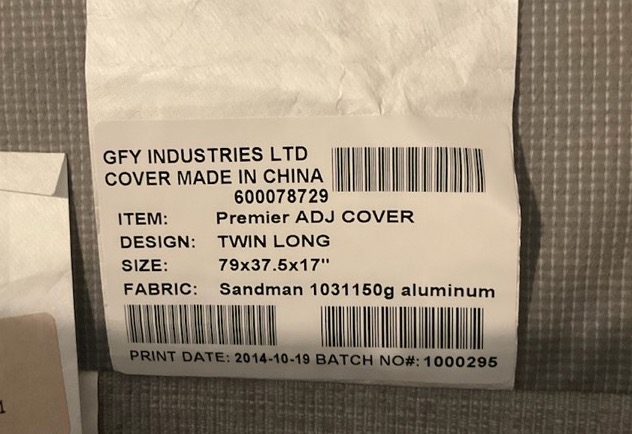 GFY INDUSTRIES LTD
COVER MADE IN CHINA
600078729
ITEM: Premier ADJ COVER
DESIGN: TWIN LONG
SIZE: 79x37.5x17"
FABRIC: Sandman 1031150g aluminum
PRINT DATE: 2014-10-19 BATCH NO#: 1000295
1